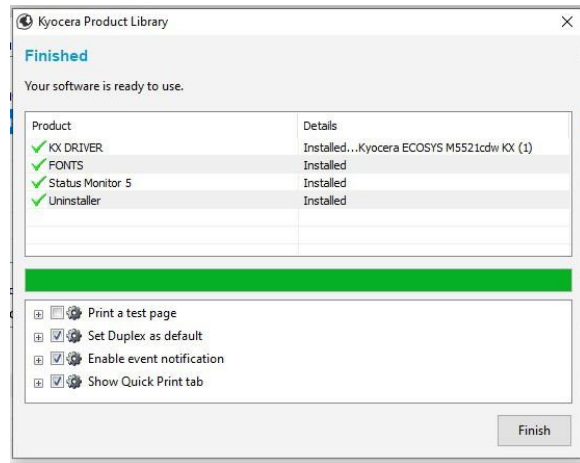 Kyocera Product Library
Finished
Your software is ready to use.
Product Details
KX DRIVER Installed...Kyocera ECOSYS M5521cdw KX (1)
FONTS Installed
Status Monitor 5 Installed
Uninstaller Installed
Print a test page
Set Duplex as default
Enable event notification
Show Quick Print tab
Finish